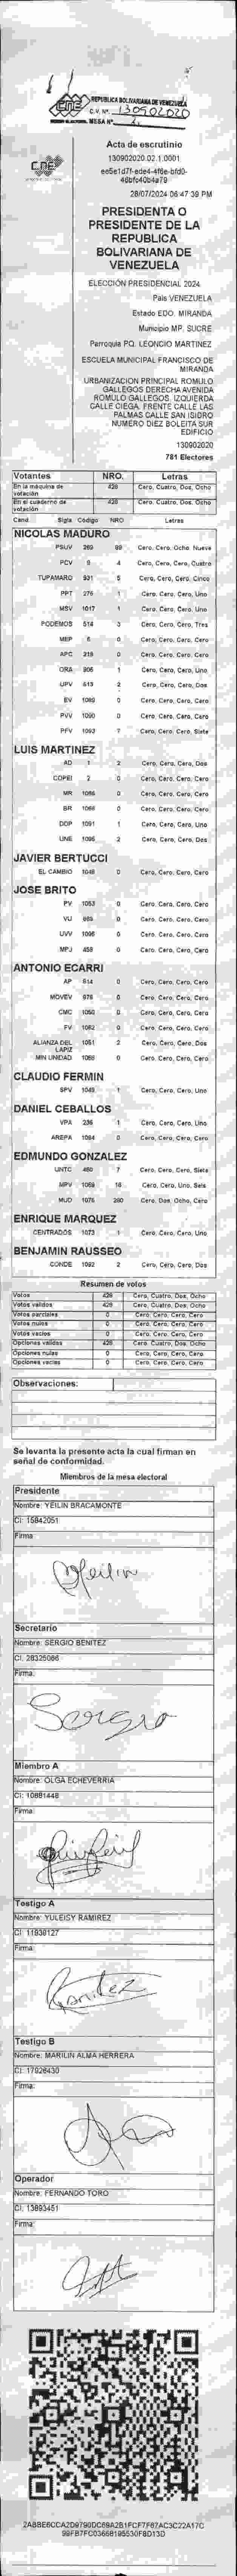 CNE
REPUBLICA BOLIVARIANA DE VENEZUELA
C.V. Nº. 130902020
MESA Nº 2
CNE
Acta de escrutinio
130902020.02.1.0001
28/07/2024 06:47:39 PM
PRESIDENTA O
PRESIDENTE DE LA
REPUBLICA
BOLIVARIANA DE
VENEZUELA
ELECCIÓN PRESIDENCIAL 2024
País VENEZUELA
Estado EDO. MIRANDA
Municipio MP. SUCRE
Parroquia PQ. LEONCIO MARTINEZ
ESCUELA MUNICIPAL FRANCISCO DE
MIRANDA
URBANIZACION PRINCIPAL ROMULO
GALLEGOS DERECHA AVENIDA
ROMULO GALLEGOS. IZQUIERDA
CALLE CIEGA. FRENTE CALLE LAS
PALMAS CALLE SAN ISIDRO
NUMERO DIEZ BOLEITA SUR
EDIFICIO
130902020
781 Electores
Votantes NRO. Letras
En la máquina de votación 428 Cero, Cuatro, Dos, Ocho
En el cuaderno de votación 428 Cero, Cuatro, Dos, Ocho
Cand. Sigla Código NRO Letras
NICOLAS MADURO
PSUV 269 89 Cero, Cero, Ocho, Nueve
PCV 9 4 Cero, Cero, Cero, Cuatro
TUPAMARO 931 5 Cero, Cero, Cero, Cinco
PPT 276 1 Cero, Cero, Cero, Uno
MSV 1017 1 Cero, Cero, Cero, Uno
PODEMOS 514 3 Cero, Cero, Cero, Tres
MEP 6 0 Cero, Cero, Cero, Cero
APC 218 0 Cero, Cero, Cero, Cero
ORA 906 1 Cero, Cero, Cero, Uno
UPV 613 2 Cero, Cero, Cero, Dos
EV 1089 0 Cero, Cero, Cero, Cero
PVV 1090 0 Cero, Cero, Cero, Cero
PFV 1093 7 Cero, Cero, Cero, Siete
LUIS MARTINEZ
AD 1 2 Cero, Cero, Cero, Dos
COPEI 2 0 Cero, Cero, Cero, Cero
MR 1056 0 Cero, Cero, Cero, Cero
BR 1068 0 Cero, Cero, Cero, Cero
DDP 1091 1 Cero, Cero, Cero, Uno
UNE 1095 2 Cero, Cero, Cero, Dos
JAVIER BERTUCCI
EL CAMBIO 1048 0 Cero, Cero, Cero, Cero
JOSE BRITO
PV 1053 0 Cero, Cero, Cero, Cero
VU 669 0 Cero, Cero, Cero, Cero
UVV 1096 0 Cero, Cero, Cero, Cero
MPJ 458 0 Cero, Cero, Cero, Cero
ANTONIO ECARRI
AP 914 0 Cero, Cero, Cero, Cero
MOVEV 978 0 Cero, Cero, Cero, Cero
CMC 1050 0 Cero, Cero, Cero, Cero
FV 1082 0 Cero, Cero, Cero, Cero
ALIANZA DEL LAPIZ 1051 2 Cero, Cero, Cero, Dos
MIN UNIDAD 1066 0 Cero, Cero, Cero, Cero
CLAUDIO FERMIN
SPV 1049 1 Cero, Cero, Cero, Uno
DANIEL CEBALLOS
VPA 236 1 Cero, Cero, Cero, Uno
AREPA 1084 0 Cero, Cero, Cero, Cero
EDMUNDO GONZALEZ
UNTC 460 7 Cero, Cero, Cero, Siete
MPV 1058 16 Cero, Cero, Uno, Seis
MUD 1076 280 Cero, Dos, Ocho, Cero
ENRIQUE MARQUEZ
CENTRADOS 1073 1 Cero, Cero, Cero, Uno
BENJAMIN RAUSSEO
CONDE 1092 2 Cero, Cero, Cero, Dos
Resumen de votos
Votos 428 Cero, Cuatro, Dos, Ocho
Votos validos 428 Cero, Cuatro, Dos, Ocho
Votos parciales 0 Cero, Cero, Cero, Cero
Votos nulos 0 Cero, Cero, Cero, Cero
Votos vacios 0 Cero, Cero, Cero, Cero
Opciones validas 428 Cero, Cuatro, Dos, Ocho
Opciones nulas 0 Cero, Cero, Cero, Cero
Opciones vacias 0 Cero, Cero, Cero, Cero
Observaciones:
Se levanta la presente acta la cual firman en
señal de conformidad.
Miembros de la mesa electoral
Presidente
Nombre: YEILIN BRACAMONTE
CI: 15842051
Firma:
Secretario
Nombre: SERGIO BENITEZ
CI: 28325086
Firma:
Sergio
Miembro A
Nombre: OLGA ECHEVERRIA
CI: 10881448
Firma:
Testigo A
Nombre: YULEISY RAMIREZ
CI: 11938127
Firma:
Testigo B
Nombre: MARILIN ALMA HERRERA
CI: 17926430
Firma:
Operador
Nombre: FERNANDO TORO
CI: 13893451
Firma: